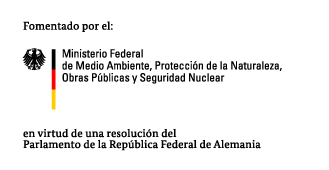 Fomentado por el:
Ministerio Federal
de Medio Ambiente, Protección de la Naturaleza,
Obras Públicas y Seguridad Nuclear
en virtud de una resolución del
Parlamento de la República Federal de Alemania